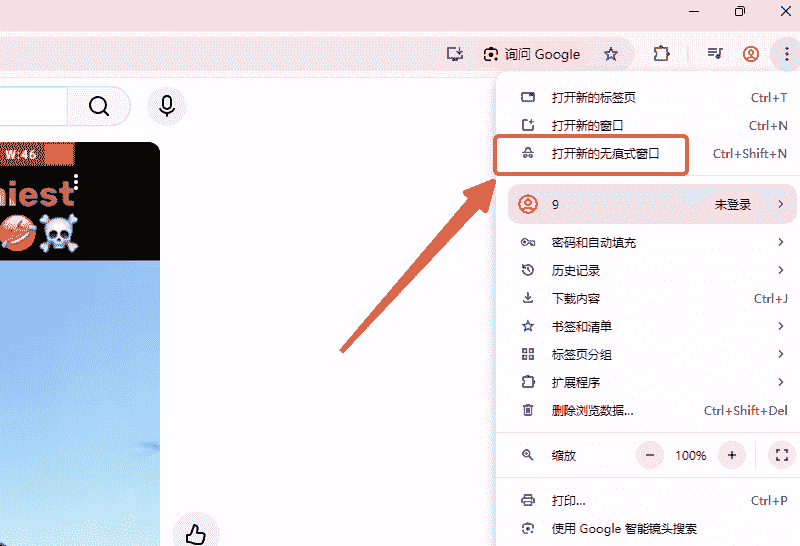 询问 Google
打开新的标签页 Ctrl+T
打开新的窗口 Ctrl+N
打开新的无痕式窗口 Ctrl+Shift+N
W:46
niest
9 未登录
密码和自动填充
历史记录
下载内容 Ctrl+J
书签和清单
标签页分组
扩展程序
删除浏览数据... Ctrl+Shift+Del
缩放 − 100% +
打印... Ctrl+P
使用 Google 智能镜头搜索